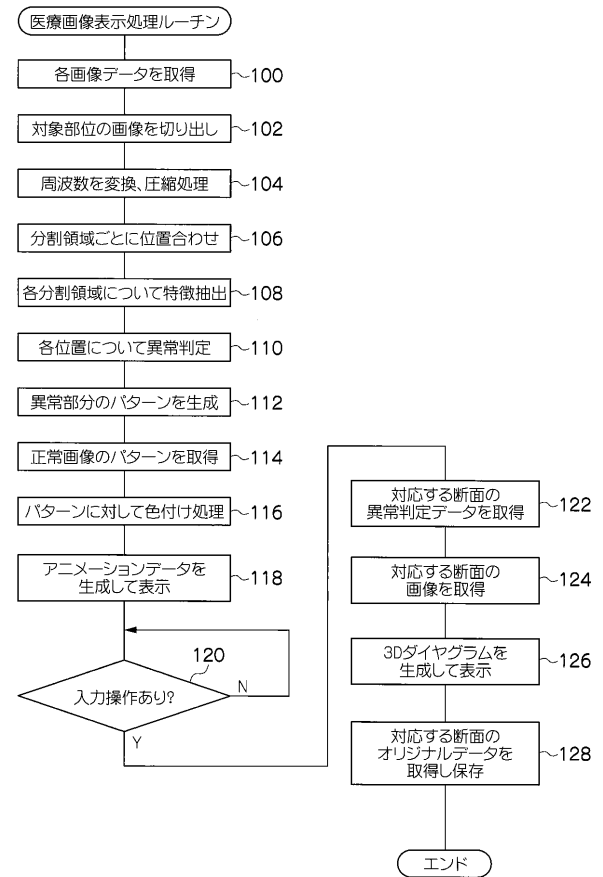 医療画像表示処理ルーチン
各画像データを取得
100
対象部位の画像を切り出し
102
周波数を変換、圧縮処理
104
分割領域ごとに位置合わせ
106
各分割領域について特徴抽出
108
各位置について異常判定
110
異常部分のパターンを生成
112
正常画像のパターンを取得
114
パターンに対して色付け処理
116
アニメーションデータを
生成して表示
118
120
入力操作あり?
N
Y
対応する断面の
異常判定データを取得
122
対応する断面の
画像を取得
124
3Dダイヤグラムを
生成して表示
126
対応する断面の
オリジナルデータを
取得し保存
128
エンド